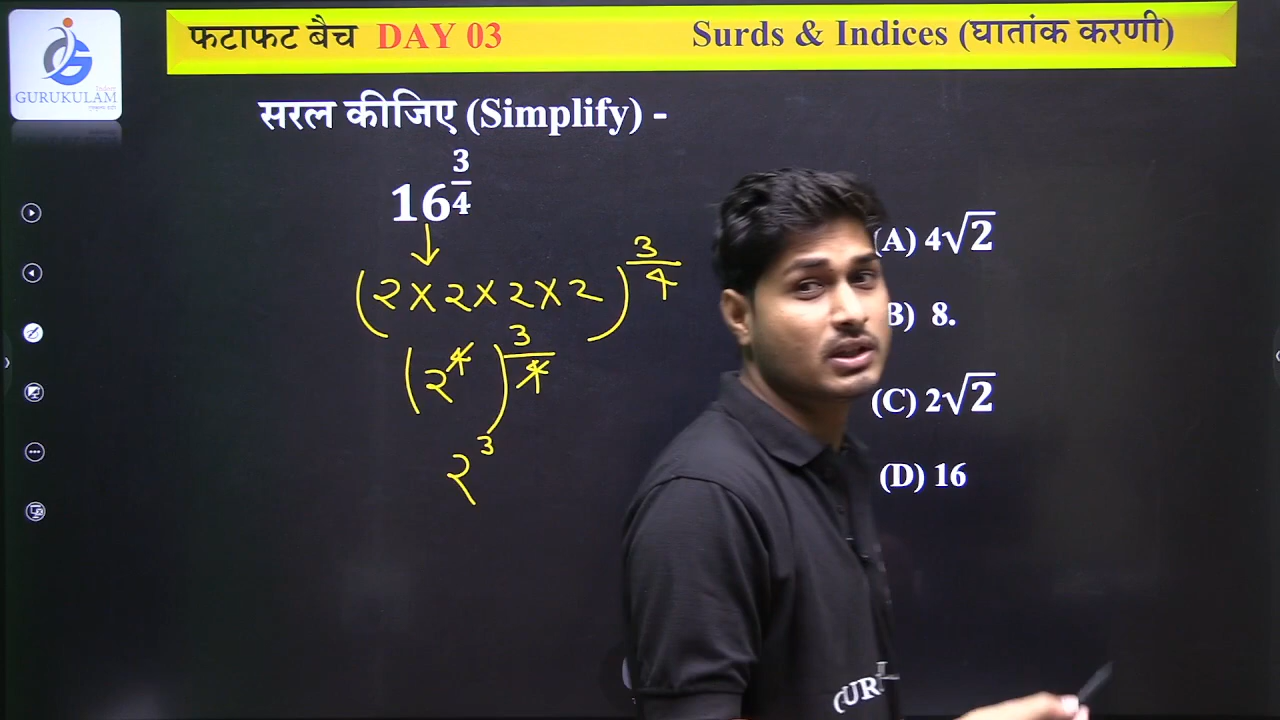 फटाफट बैच DAY 03
Surds & Indices (घातांक करणी)
GURUKULAM
सरल कीजिए (Simplify) -
16^(3/4)
(2×2×2×2)^(3/4)
(2^4)^(3/4)
2^3
(A) 4√2
B) 8.
(C) 2√2
(D) 16
GURU